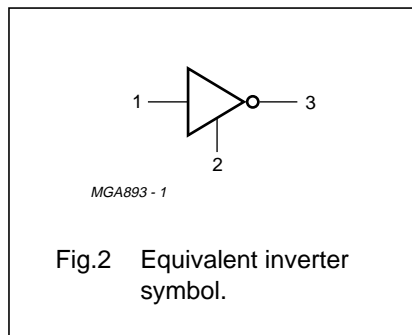 1
3
2
MGA893 - 1
Fig.2 Equivalent inverter
symbol.